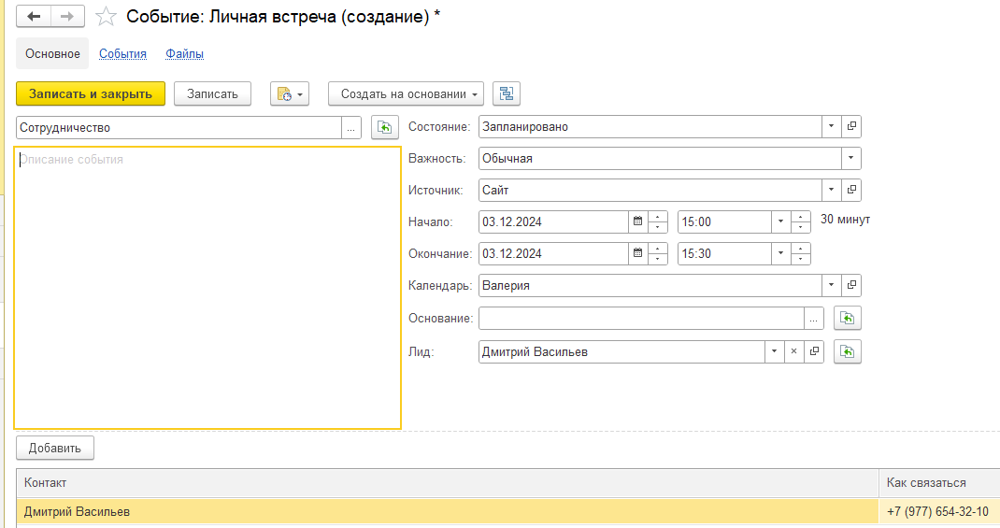 Событие: Личная встреча (создание) *
Основное События Файлы
Записать и закрыть Записать Создать на основании
Сотрудничество ...
Описание события
Состояние: Запланировано
Важность: Обычная
Источник: Сайт
Начало: 03.12.2024 15:00 30 минут
Окончание: 03.12.2024 15:30
Календарь: Валерия
Основание: ...
Лид: Дмитрий Васильев
Добавить
Контакт Как связаться
Дмитрий Васильев +7 (977) 654-32-10